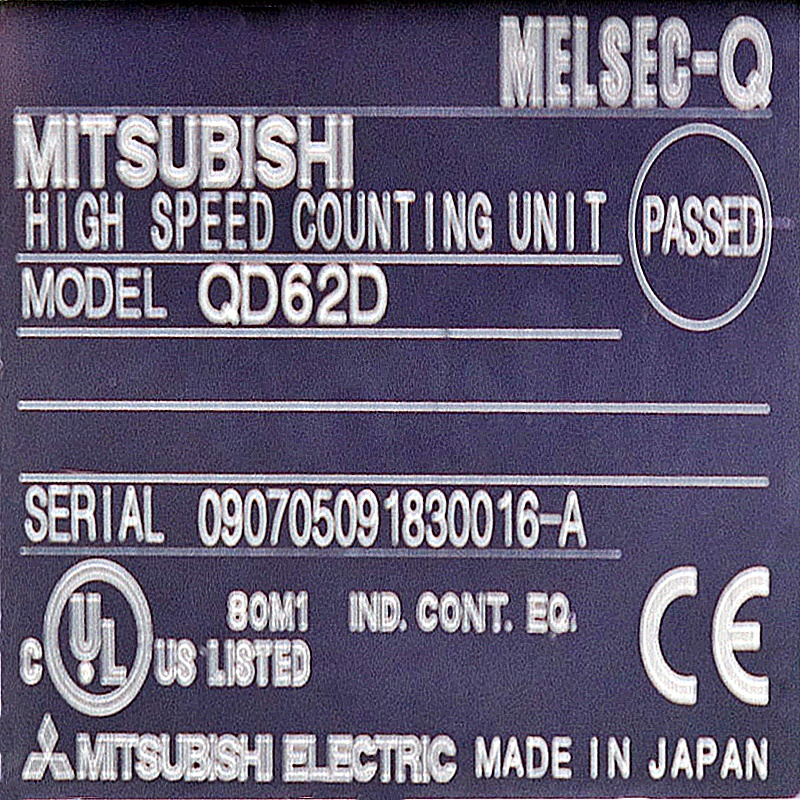 MELSEC-Q
MITSUBISHI
HIGH SPEED COUNTING UNIT
PASSED
MODEL QD62D
SERIAL 090705091830016-A
C UL US LISTED
80M1 IND. CONT. EQ.
CE
MITSUBISHI ELECTRIC MADE IN JAPAN